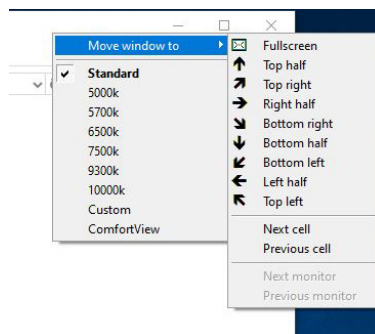 Move window to
Standard
5000k
5700k
6500k
7500k
9300k
10000k
Custom
ComfortView
Fullscreen
Top half
Top right
Right half
Bottom right
Bottom half
Bottom left
Left half
Top left
Next cell
Previous cell
Next monitor
Previous monitor